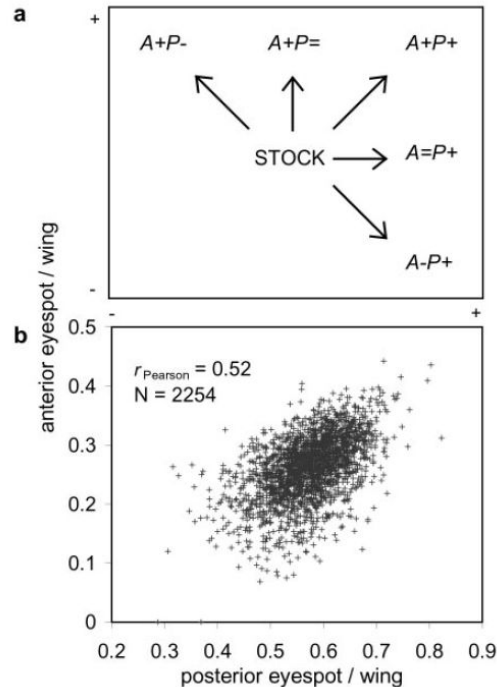 a
+
A+P- A+P= A+P+
STOCK A=P+
A-P+
-
- +
anterior eyespot / wing
b
0.5
r Pearson = 0.52
N = 2254
0.4
0.3
0.2
0.1
0
0.2 0.3 0.4 0.5 0.6 0.7 0.8 0.9
posterior eyespot / wing